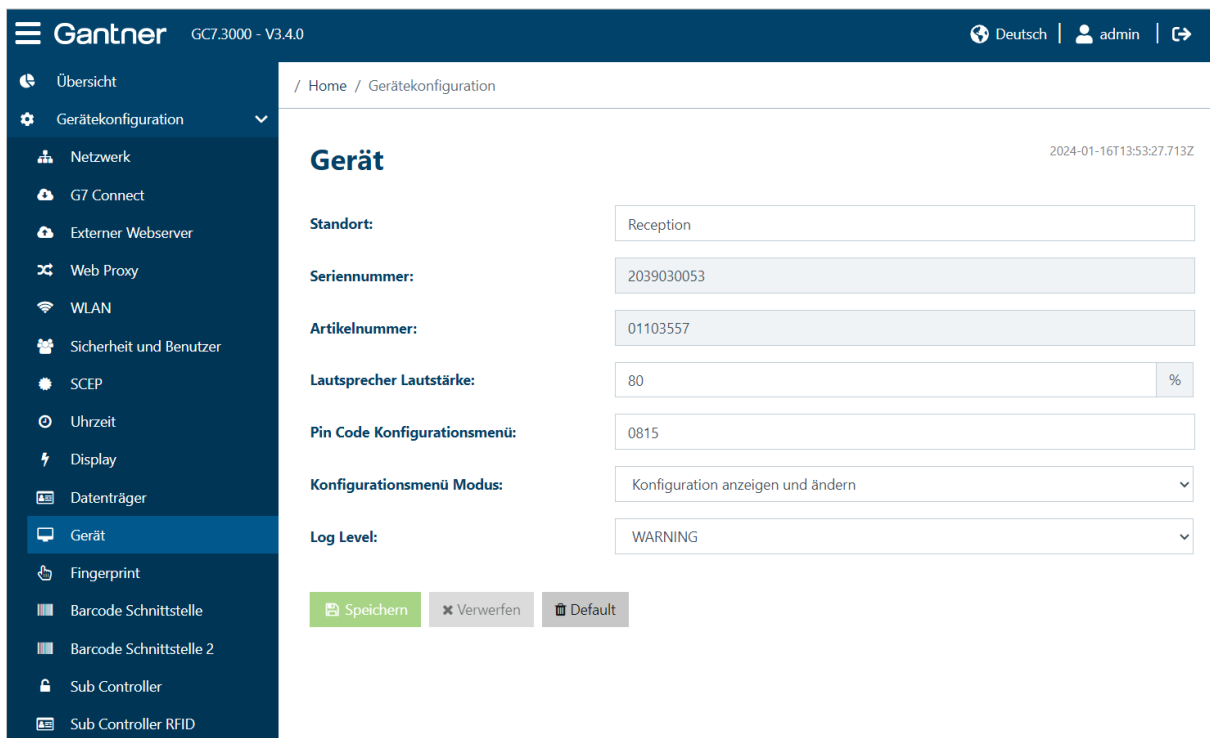 Gantner GC7.3000 - V3.4.0 Deutsch admin
Übersicht
Gerätekonfiguration
Netzwerk
G7 Connect
Externer Webserver
Web Proxy
WLAN
Sicherheit und Benutzer
SCEP
Uhrzeit
Display
Datenträger
Gerät
Fingerprint
Barcode Schnittstelle
Barcode Schnittstelle 2
Sub Controller
Sub Controller RFID
/ Home / Gerätekonfiguration
Gerät 2024-01-16T13:53:27.713Z
Standort: Reception
Seriennummer: 2039030053
Artikelnummer: 01103557
Lautsprecher Lautstärke: 80 %
Pin Code Konfigurationsmenü: 0815
Konfigurationsmenü Modus: Konfiguration anzeigen und ändern
Log Level: WARNING
Speichern Verwerfen Default